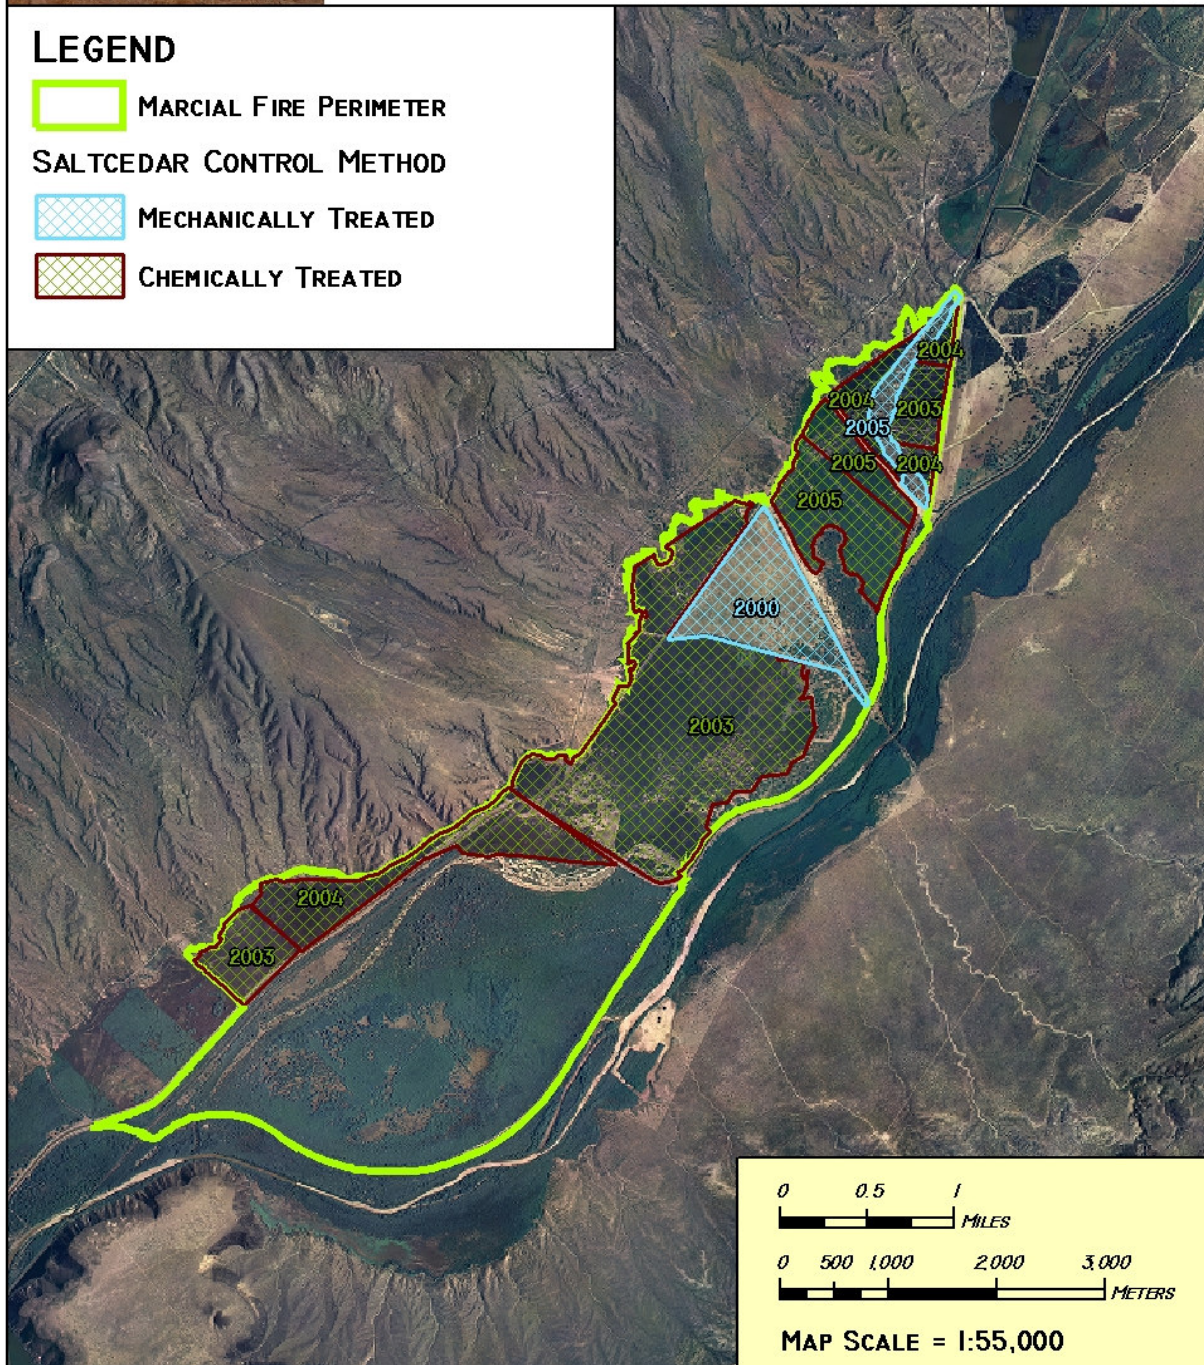 LEGEND
MARCIAL FIRE PERIMETER
SALTCEDAR CONTROL METHOD
MECHANICALLY TREATED
CHEMICALLY TREATED
2004
2004
2003
2005
2005
2004
2005
2000
2003
2004
2003
0 0.5 1
MILES
0 500 1,000 2,000 3,000
METERS
MAP SCALE = 1:55,000